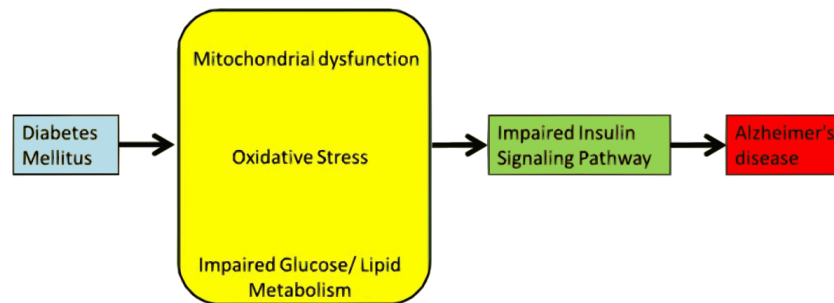 Mitochondrial dysfunction
Diabetes
Mellitus
Oxidative Stress
Impaired Insulin
Signaling Pathway
Alzheimer's
disease
Impaired Glucose/ Lipid
Metabolism